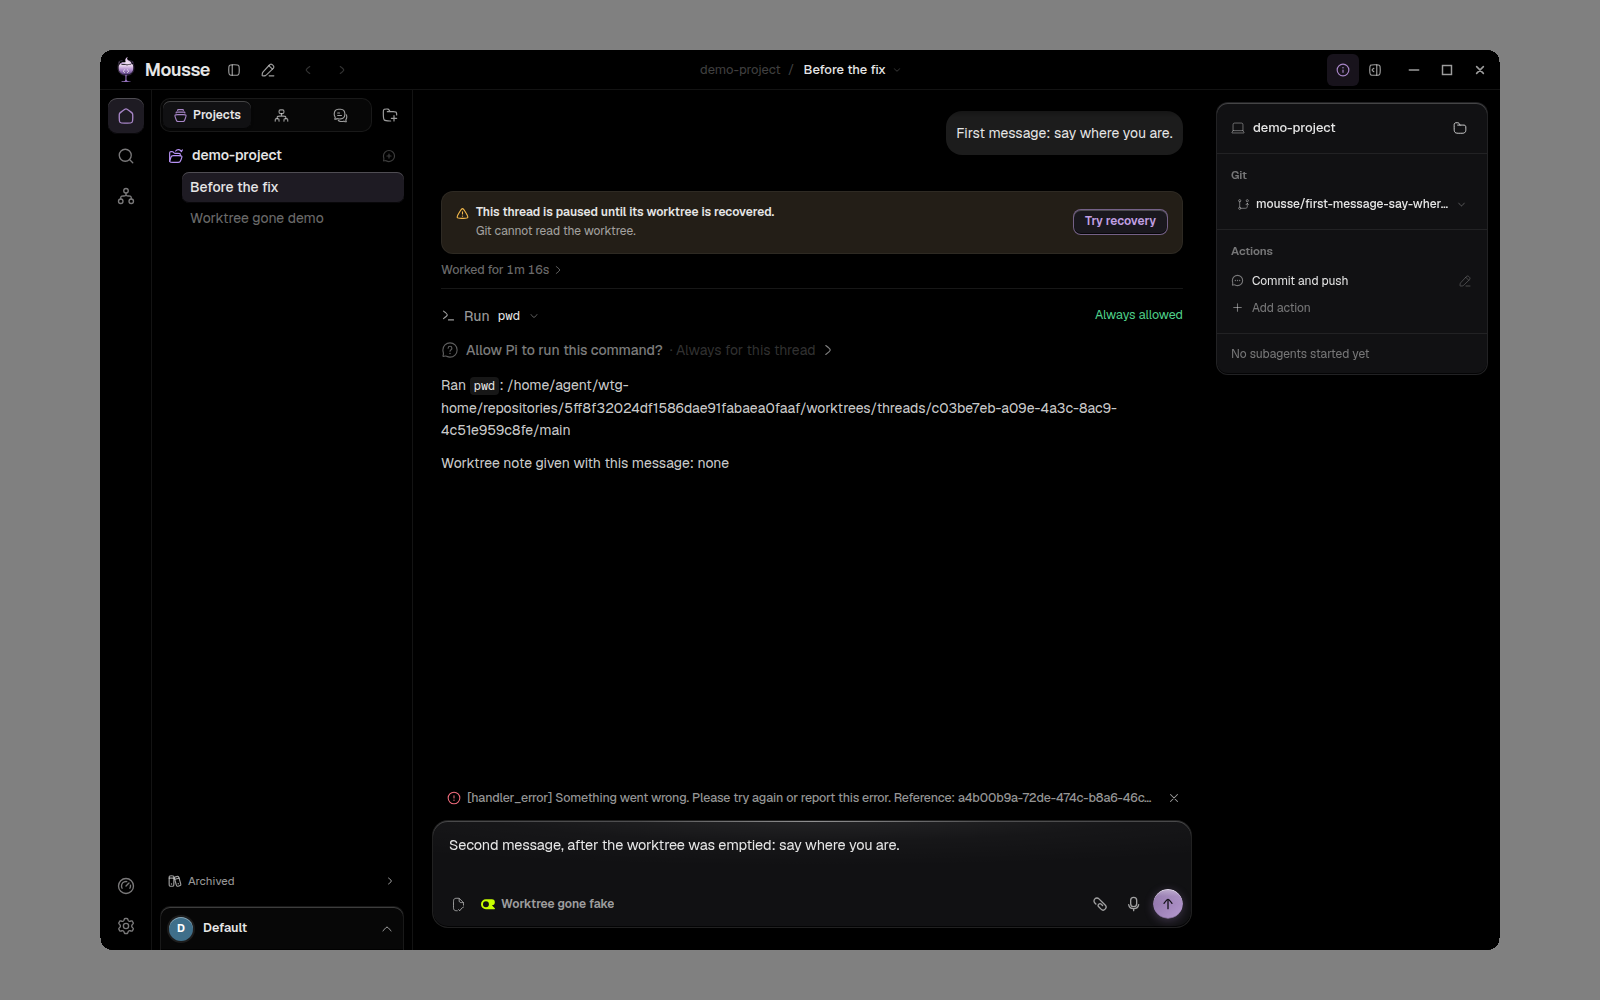 Mousse
demo-project / Before the fix
Projects
demo-project
Before the fix
Worktree gone demo
Archived
D Default
First message: say where you are.
This thread is paused until its worktree is recovered.
Git cannot read the worktree.
Try recovery
Worked for 1m 16s
Run pwd
Always allowed
Allow Pi to run this command? · Always for this thread
Ran pwd: /home/agent/wtg-
home/repositories/5ff8f32024df1586dae91fabaea0faaf/worktrees/threads/c03be7eb-a09e-4a3c-8ac9-
4c51e959c8fe/main
Worktree note given with this message: none
[handler_error] Something went wrong. Please try again or report this error. Reference: a4b00b9a-72de-474c-b8a6-46c...
Second message, after the worktree was emptied: say where you are.
Worktree gone fake
demo-project
Git
mousse/first-message-say-wher...
Actions
Commit and push
Add action
No subagents started yet